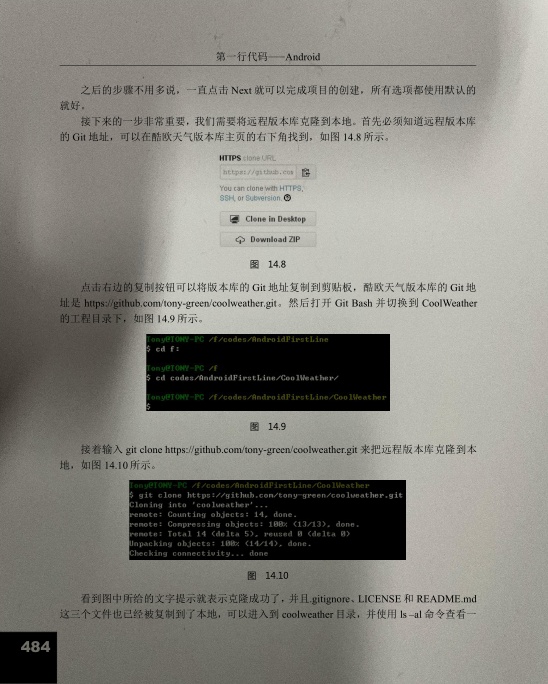 第一行代码——Android
之后的步骤不用多说，一直点击 Next 就可以完成项目的创建，所有选项都使用默认的
就好。
接下来的一步非常重要，我们需要将远程版本库克隆到本地。首先必须知道远程版本库
的 Git 地址，可以在酷欧天气版本库主页的右下角找到，如图 14.8 所示。
HTTPS clone URL
https://github.com
You can clone with HTTPS,
SSH, or Subversion.
Clone in Desktop
Download ZIP
图 14.8
点击右边的复制按钮可以将版本库的 Git 地址复制到剪贴板，酷欧天气版本库的 Git 地
址是 https://github.com/tony-green/coolweather.git。然后打开 Git Bash 并切换到 CoolWeather
的工程目录下，如图 14.9 所示。
Tony@TONY-PC /f/codes/AndroidFirstLine
$ cd f:
Tony@TONY-PC /f
$ cd codes/AndroidFirstLine/CoolWeather/
Tony@TONY-PC /f/codes/AndroidFirstLine/CoolWeather
$
图 14.9
接着输入 git clone https://github.com/tony-green/coolweather.git 来把远程版本库克隆到本
地，如图 14.10 所示。
Tony@TONY-PC /f/codes/AndroidFirstLine/CoolWeather
$ git clone https://github.com/tony-green/coolweather.git
Cloning into 'coolweather'...
remote: Counting objects: 14, done.
remote: Compressing objects: 100% (13/13), done.
remote: Total 14 (delta 5), reused 0 (delta 0)
Unpacking objects: 100% (14/14), done.
Checking connectivity... done
图 14.10
看到图中所给的文字提示就表示克隆成功了，并且.gitignore、LICENSE 和 README.md
这三个文件也已经被复制到了本地，可以进入到 coolweather 目录，并使用 ls –al 命令查看一
484